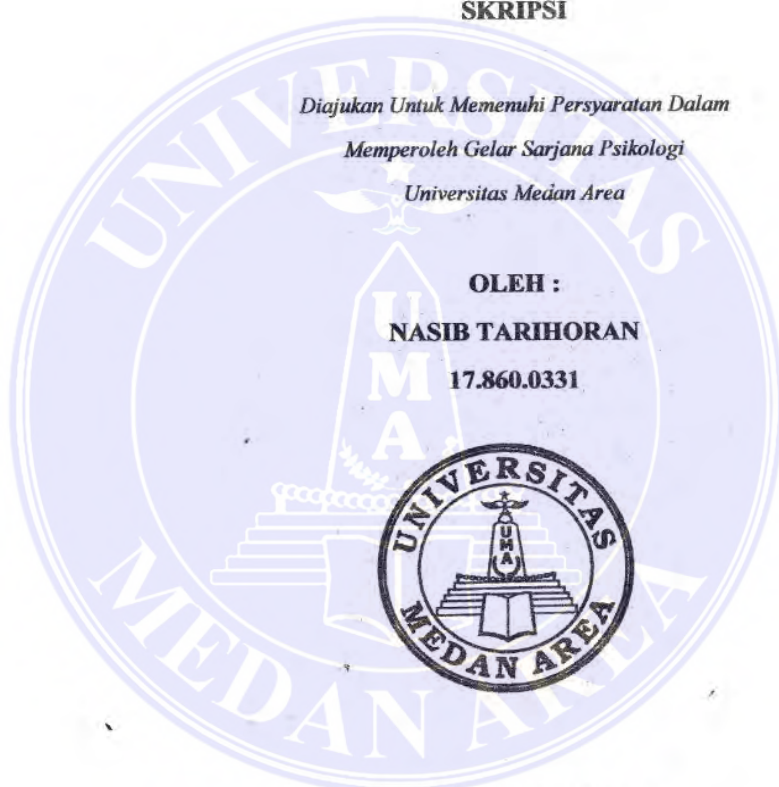 SKRIPSI
Diajukan Untuk Memenuhi Persyaratan Dalam
Memperoleh Gelar Sarjana Psikologi
Universitas Medan Area
OLEH :
NASIB TARIHORAN
17.860.0331
UNIVERSITAS
UMA
MEDAN AREA
UNIVERSITAS
UMA
MEDAN AREA